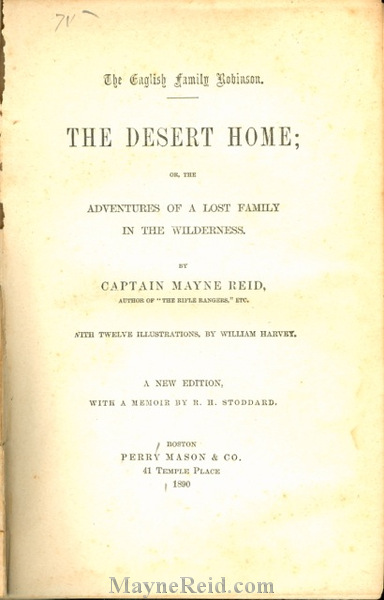 The English Family Robinson.
THE DESERT HOME;
OR, THE
ADVENTURES OF A LOST FAMILY
IN THE WILDERNESS.
BY
CAPTAIN MAYNE REID,
AUTHOR OF "THE RIFLE RANGERS," ETC.
WITH TWELVE ILLUSTRATIONS, BY WILLIAM HARVEY.
A NEW EDITION,
WITH A MEMOIR BY R. H. STODDARD.
BOSTON
PERRY MASON & CO.
41 TEMPLE PLACE
1890
MayneReid.com